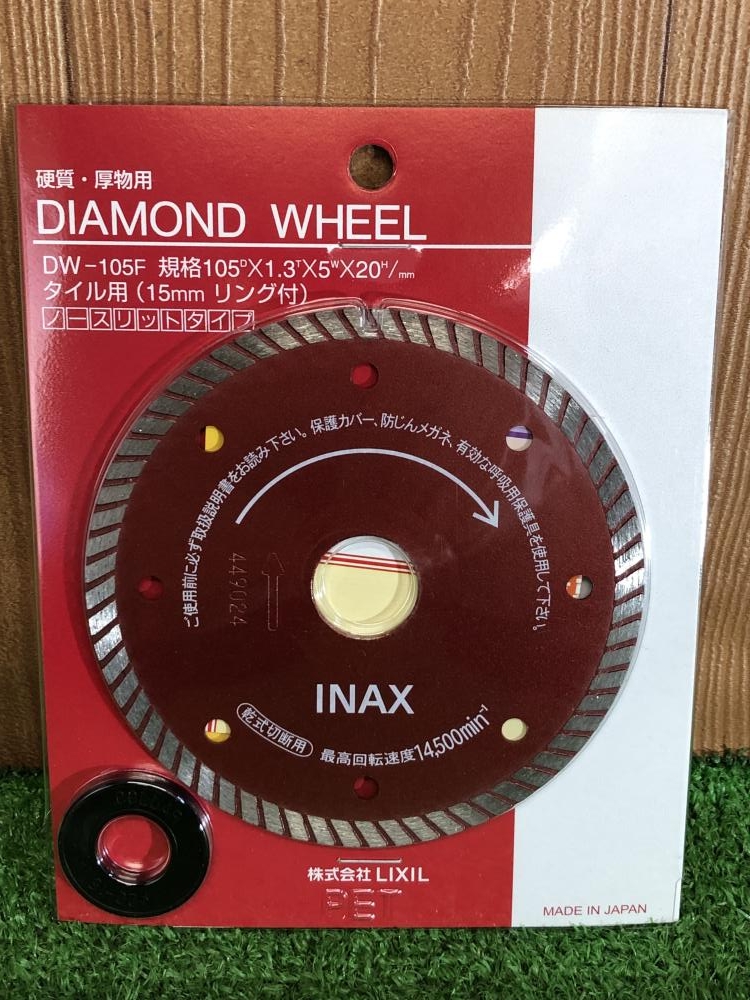 硬質・厚物用
DIAMOND WHEEL
DW-105F 規格105ᴰ×1.3ᵀ×5ᵂ×20ᴴ/mm
タイル用（15mm リング付）
ノースリットタイプ
ご使用前に必ず取扱説明書をお読み下さい。保護カバー、防じんメガネ、有効な呼吸用保護具を使用して下さい。
449024
INAX
乾式切断用
最高回転速度14,500min⁻¹
株式会社 LIXIL
PET
MADE IN JAPAN